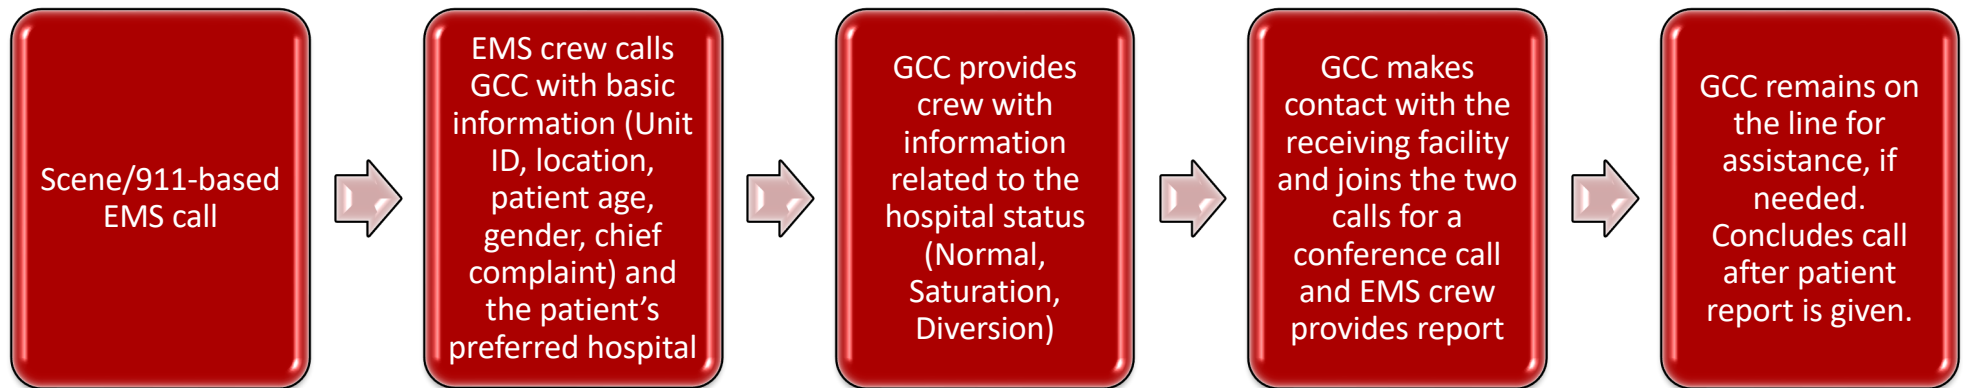 Scene/911-based
EMS call
EMS crew calls
GCC with basic
information (Unit
ID, location,
patient age,
gender, chief
complaint) and
the patient’s
preferred hospital
GCC provides
crew with
information
related to the
hospital status
(Normal,
Saturation,
Diversion)
GCC makes
contact with the
receiving facility
and joins the two
calls for a
conference call
and EMS crew
provides report
GCC remains on
the line for
assistance, if
needed.
Concludes call
after patient
report is given.